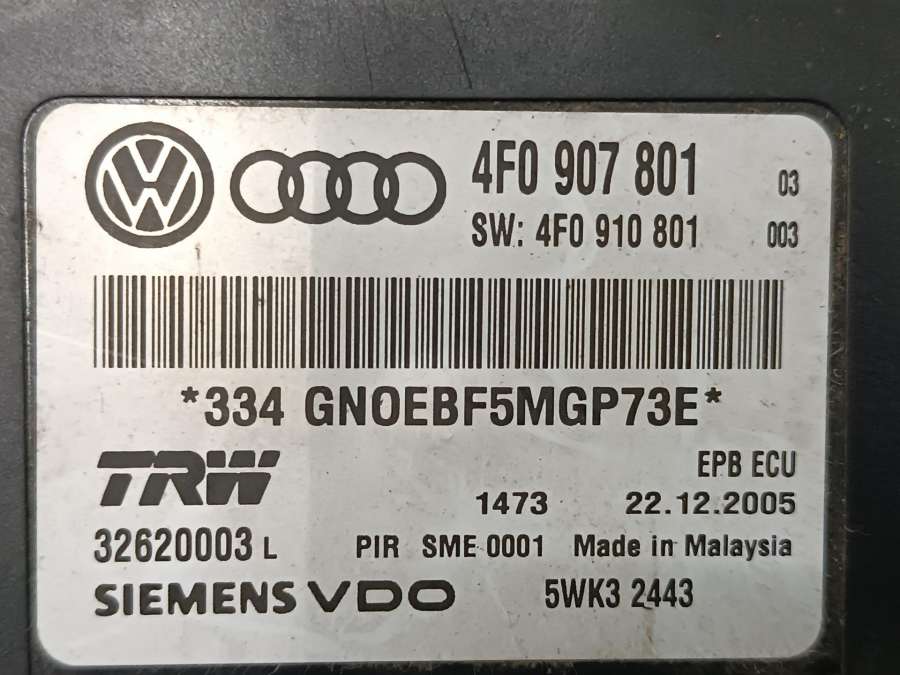 4F0 907 801 03
SW: 4F0 910 801 003
*334 GNOEBF5MGP73E*
TRW EPB ECU
1473 22.12.2005
32620003 L PIR SME 0001 Made in Malaysia
SIEMENS VDO 5WK3 2443